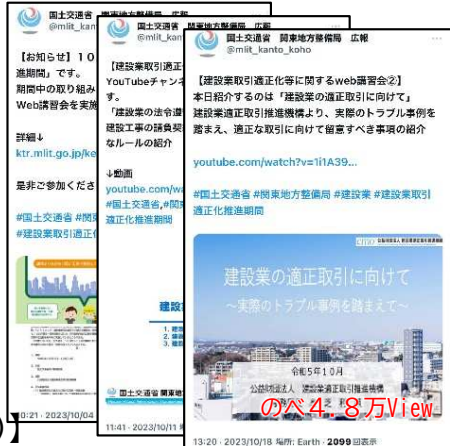 国土交通省 関東地方整備局 広報
@mlit_kanto_koho
【お知らせ】10
進期間」です。
期間中の取り組み
Web講習会を実施
詳細↓
ktr.mlit.go.jp/ke
是非ご参加くださ
#国土交通省 #関東
#建設業取引適正化
10:21 · 2023/10/04
国土交通省 関東地方整備局 広報
@mlit_kan
【建設業取引適正
YouTubeチャン
す。
「建設業の法令遵
建設工事の請負契
なルールの紹介
↓動画
youtube.com/wa
#国土交通省,#関
適正化推進期間
建設
国土交通省 関東地
11:41 · 2023/10/11
国土交通省 関東地方整備局 広報
@mlit_kanto_koho
【建設業取引適正化等に関するweb講習会②】
本日紹介するのは「建設業の適正取引に向けて」
建設業適正取引推進機構より、実際のトラブル事例を
踏まえ、適正な取引に向けて留意すべき事項の紹介
youtube.com/watch?v=1i1A39...
#国土交通省 #関東地方整備局 #建設業 #建設業取引
適正化推進期間
建設業の適正取引に向けて
～実際のトラブル事例を踏まえて～
令和5年10月
公益財団法人 建設業適正取引推進機構
のべ4.8万View
13:20 · 2023/10/18 場所: Earth · 2099 回表示
)】